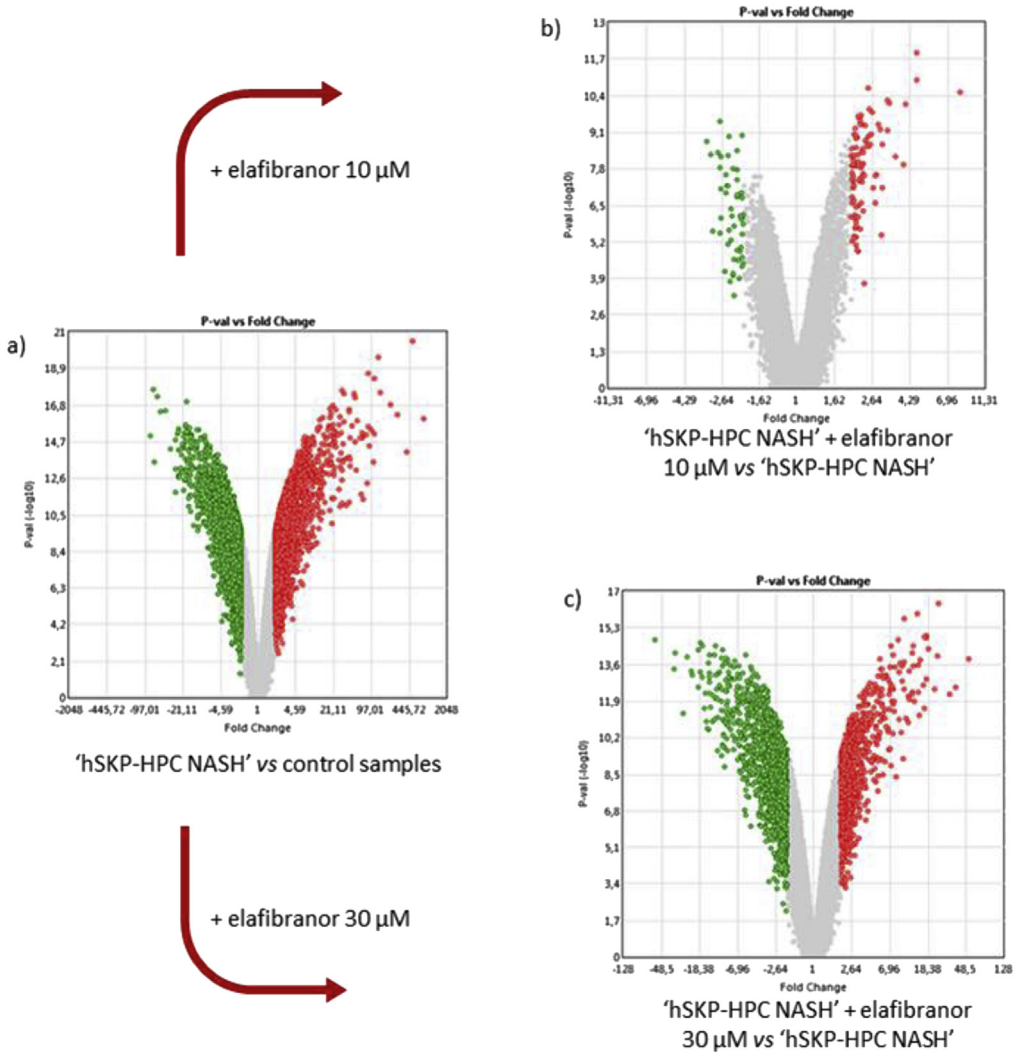 b)
P-val vs Fold Change
13
11,7
10,4
9,1
7,8
6,5
5,2
3,9
2,6
1,3
0
P-val (-log10)
-11,31 -6,96 -4,29 -2,64 -1,62 1 1,62 2,64 4,29 6,96 11,31
Fold Change
'hSKP-HPC NASH' + elafibranor
10 µM vs 'hSKP-HPC NASH'
+ elafibranor 10 µM
a)
P-val vs Fold Change
21
18,9
16,8
14,7
12,6
10,5
8,4
6,3
4,2
2,1
0
P-val (-log10)
-2048 -445,72 -97,01 -21,11 -4,59 1 4,59 21,11 97,01 445,72 2048
Fold Change
'hSKP-HPC NASH' vs control samples
+ elafibranor 30 µM
c)
P-val vs Fold Change
17
15,3
13,6
11,9
10,2
8,5
6,8
5,1
3,4
1,7
0
P-val (-log10)
-128 -48,5 -18,38 -6,96 -2,64 1 2,64 6,96 18,38 48,5 128
Fold Change
'hSKP-HPC NASH' + elafibranor
30 µM vs 'hSKP-HPC NASH'